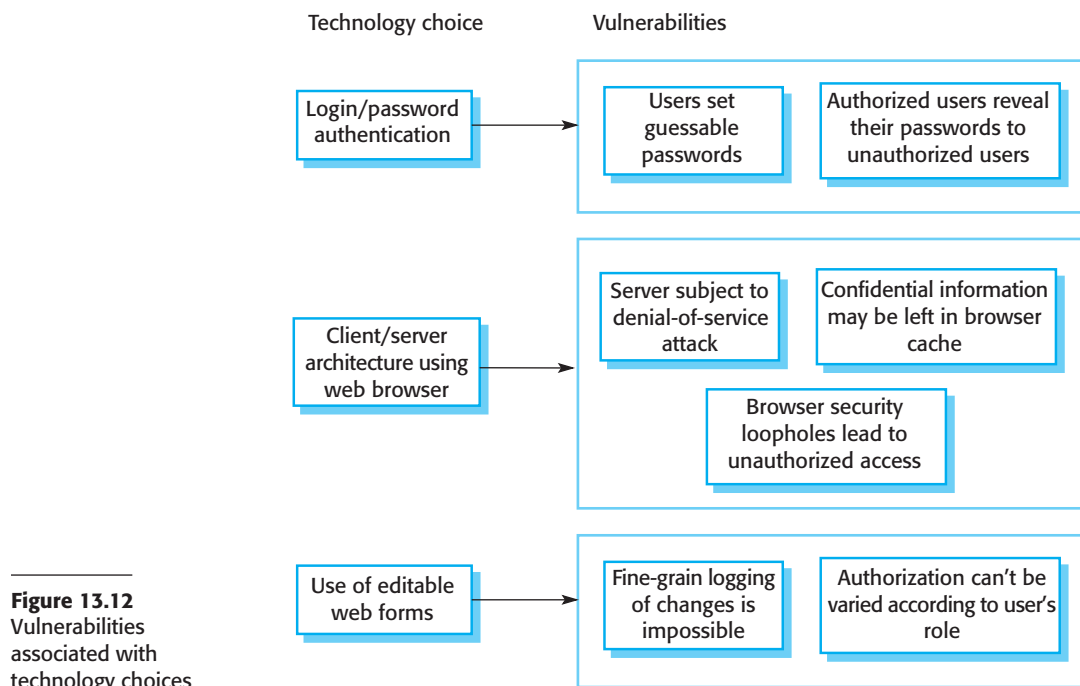 Technology choice
Vulnerabilities
Login/password
authentication
Users set
guessable
passwords
Authorized users reveal
their passwords to
unauthorized users
Client/server
architecture using
web browser
Server subject to
denial-of-service
attack
Confidential information
may be left in browser
cache
Browser security
loopholes lead to
unauthorized access
Use of editable
web forms
Fine-grain logging
of changes is
impossible
Authorization can't be
varied according to user's
role
Figure 13.12
Vulnerabilities
associated with
technology choices